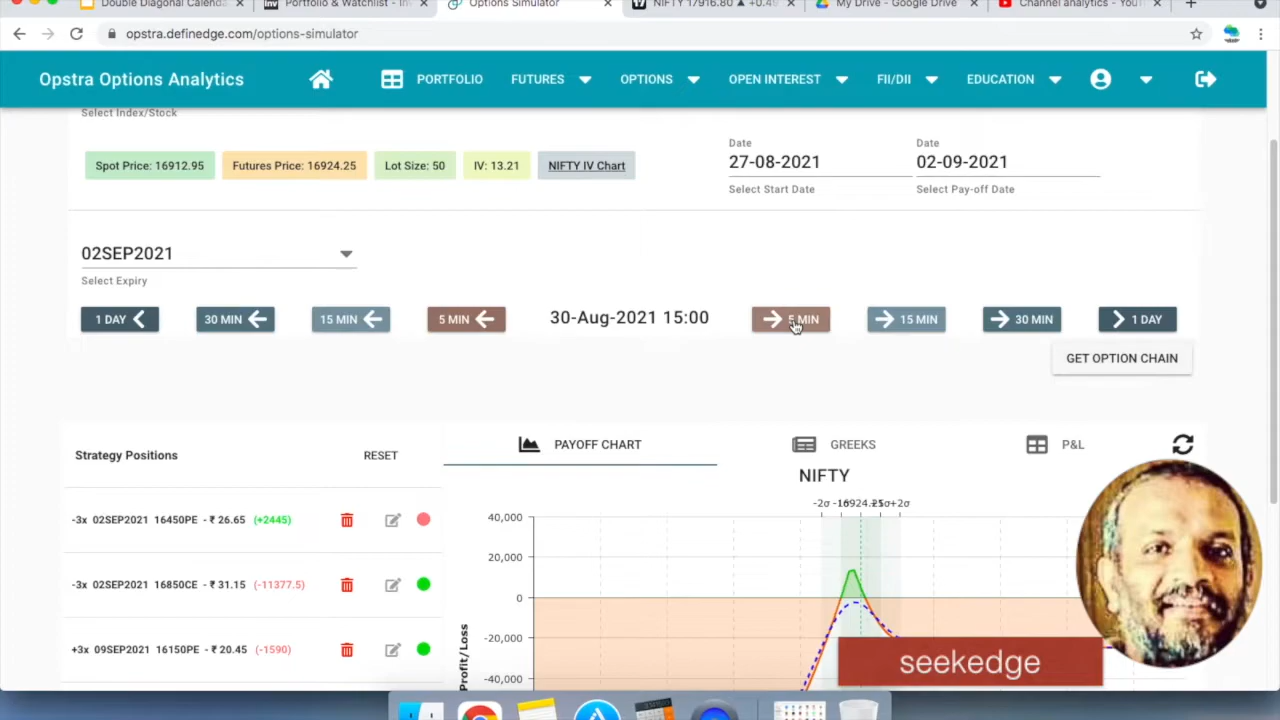 Double Diagonal Calenda
Portfolio & Watchlist - Inv
Options Simulator
NIFTY 17916.80 ▲ +0.49
My Drive - Google Drive
Channel analytics - YouT
opstra.definedge.com/options-simulator
Opstra Options Analytics
PORTFOLIO
FUTURES
OPTIONS
OPEN INTEREST
FII/DII
EDUCATION
Select Index/Stock
Spot Price: 16912.95
Futures Price: 16924.25
Lot Size: 50
IV: 13.21
NIFTY IV Chart
Date
27-08-2021
Select Start Date
Date
02-09-2021
Select Pay-off Date
02SEP2021
Select Expiry
1 DAY
30 MIN
15 MIN
5 MIN
30-Aug-2021 15:00
5 MIN
15 MIN
30 MIN
1 DAY
GET OPTION CHAIN
Strategy Positions
RESET
PAYOFF CHART
GREEKS
P&L
-3x 02SEP2021 16450PE - ₹ 26.65 (+2445)
-3x 02SEP2021 16850CE - ₹ 31.15 (-11377.5)
+3x 09SEP2021 16150PE - ₹ 20.45 (-1590)
NIFTY
-2σ
+2σ
40,000
20,000
0
-20,000
-40,000
Profit/Loss
seekedge